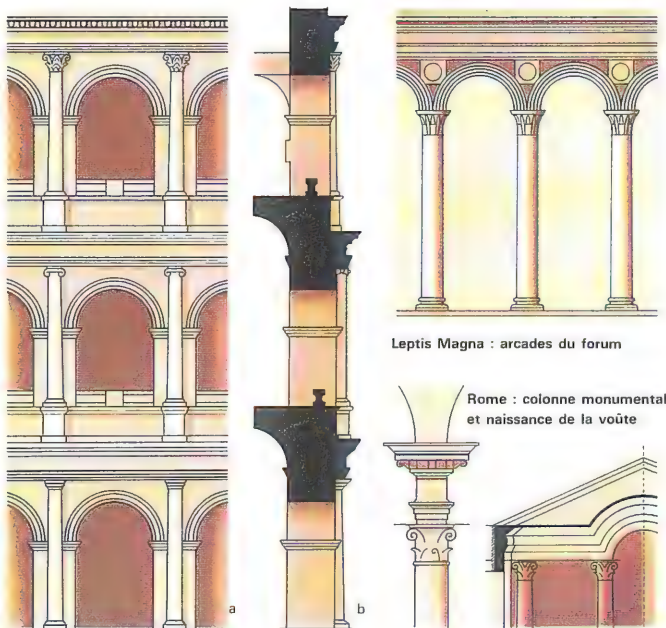 Leptis Magna : arcades du forum
Rome : colonne monumental
et naissance de la voûte
a
b